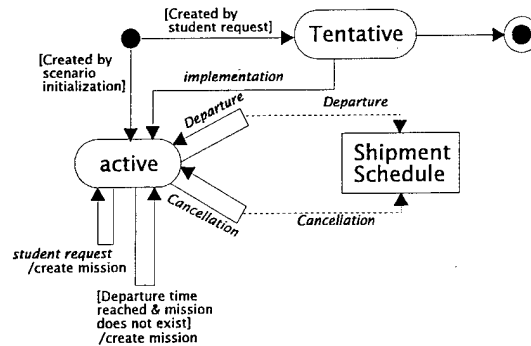 [Created by
student request]
Tentative
[Created by
scenario
initialization]
implementation
Departure
Departure
active
Shipment
Schedule
Cancellation
Cancellation
student request
/create mission
[Departure time
reached & mission
does not exist]
/create mission